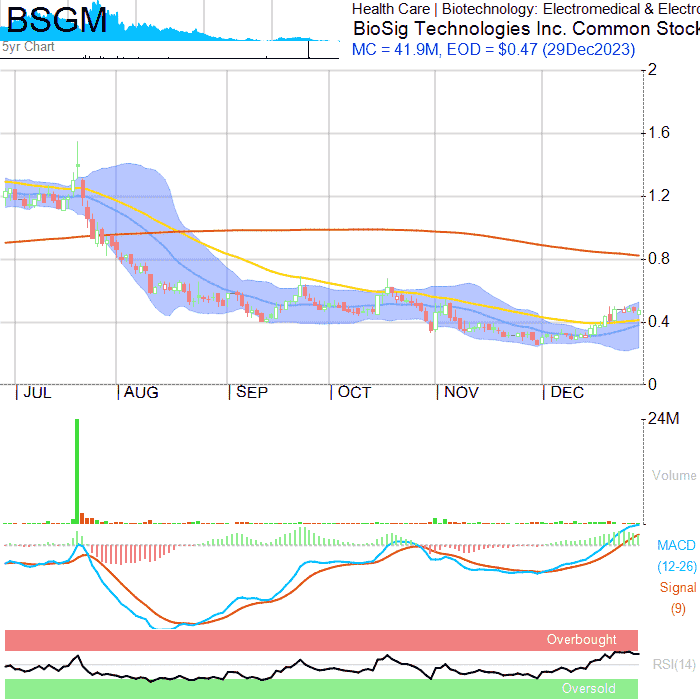 BSGM
5yr Chart
Health Care | Biotechnology: Electromedical & Electro
BioSig Technologies Inc. Common Stock
MC = 41.9M, EOD = $0.47 (29Dec2023)
2
1.6
1.2
0.8
0.4
0
| JUL | AUG | SEP | OCT | NOV | DEC
24M
Volume
MACD
(12-26)
Signal
(9)
Overbought
RSI(14)
Oversold